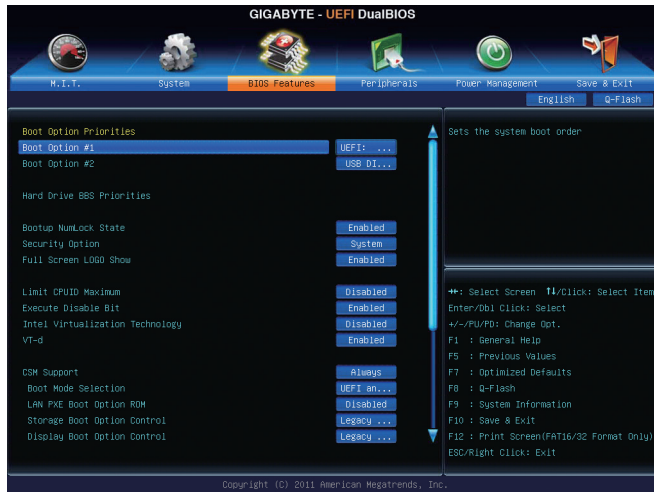 GIGABYTE - UEFI DualBIOS
M.I.T. System BIOS Features Peripherals Power Management Save & Exit
English Q-Flash
Boot Option Priorities
Boot Option #1 UEFI: ...
Boot Option #2 USB DI...
Hard Drive BBS Priorities
Bootup NumLock State Enabled
Security Option System
Full Screen LOGO Show Enabled
Limit CPUID Maximum Disabled
Execute Disable Bit Enabled
Intel Virtualization Technology Disabled
VT-d Enabled
CSM Support Always
Boot Mode Selection UEFI an...
LAN PXE Boot Option ROM Disabled
Storage Boot Option Control Legacy ...
Display Boot Option Control Legacy ...
Sets the system boot order
→←: Select Screen ↑↓/Click: Select Item
Enter/Dbl Click: Select
+/-/PU/PD: Change Opt.
F1 : General Help
F5 : Previous Values
F7 : Optimized Defaults
F8 : Q-Flash
F9 : System Information
F10 : Save & Exit
F12 : Print Screen(FAT16/32 Format Only)
ESC/Right Click: Exit
Copyright (C) 2011 American Megatrends, Inc.